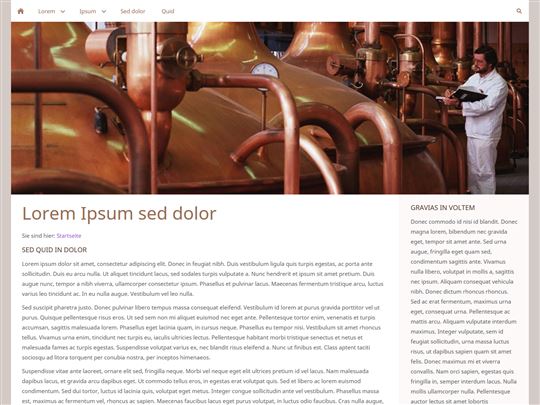 Lorem Ipsum Sed dolor Quid
Lorem Ipsum sed dolor
Sie sind hier: Startseite
SED QUID IN DOLOR
Lorem ipsum dolor sit amet, consectetur adipiscing elit. Donec in feugiat nibh. Duis vestibulum ligula quis turpis egestas, ac porta ante
sollicitudin. Duis eu arcu nulla. Ut aliquet tincidunt lacus, sed sodales turpis vulputate a. Nunc hendrerit et ipsum sit amet pretium. Duis
augue nunc, tempor a nibh viverra, ullamcorper consectetur ipsum. Phasellus et pulvinar lacus. Maecenas fermentum tristique arcu, luctus
varius leo tincidunt ac. In eu nulla augue. Vestibulum vel leo nulla.
Sed suscipit pharetra justo. Donec pulvinar libero tempus massa consequat eleifend. Vestibulum id lorem at purus gravida porttitor vel ut
purus. Quisque pellentesque risus eros. Ut sed sem non mi aliquet euismod nec eget ante. Pellentesque tortor enim, venenatis et turpis
accumsan, sagittis malesuada lorem. Phasellus eget lacinia quam, in cursus neque. Phasellus eu tempor nisi. Vestibulum sit amet rhoncus
tellus. Vivamus urna enim, tincidunt nec turpis eu, iaculis ultricies lectus. Pellentesque habitant morbi tristique senectus et netus et
malesuada fames ac turpis egestas. Suspendisse volutpat varius ex, nec blandit risus eleifend a. Nunc ut finibus est. Class aptent taciti
sociosqu ad litora torquent per conubia nostra, per inceptos himenaeos.
Suspendisse vitae ante laoreet, ornare elit sed, fringilla neque. Morbi vel neque eget elit ultrices pretium id vel lacus. Nam malesuada
dapibus lacus, et gravida arcu dapibus eget. Ut commodo tellus eros, in egestas erat volutpat quis. Sed et libero ac lorem euismod
condimentum. Sed dui tortor, luctus id lacinia quis, volutpat eget metus. Integer congue sollicitudin ante vel vestibulum. Phasellus massa
est, maximus ac fermentum vel, rhoncus ac sapien. Maecenas faucibus lacus eget purus volutpat, in luctus odio faucibus. Cras nulla augue,
GRAVIAS IN VOLTEM
Donec commodo id nisi id blandit. Donec
magna lorem, bibendum nec gravida
eget, tempor sit amet ante. Sed urna
augue, fringilla eget quam sed,
condimentum sagittis ante. Vivamus
nulla libero, volutpat in mollis a, sagittis
nec ipsum. Aliquam consequat vehicula
nibh. Donec dictum rhoncus rhoncus.
Sed ac erat fermentum, maximus urna
eget, consequat urna. Pellentesque ac
mattis arcu. Aliquam vulputate interdum
maximus. Integer vulputate, sem id
feugiat sollicitudin, urna massa luctus
risus, ut dapibus sapien quam sit amet
felis. Donec maximus mi et viverra
convallis. Nam orci sapien, egestas quis
fringilla in, semper interdum lacus. Nulla
mollis ullamcorper nulla. Pellentesque
auctor lectus sit amet lobortis